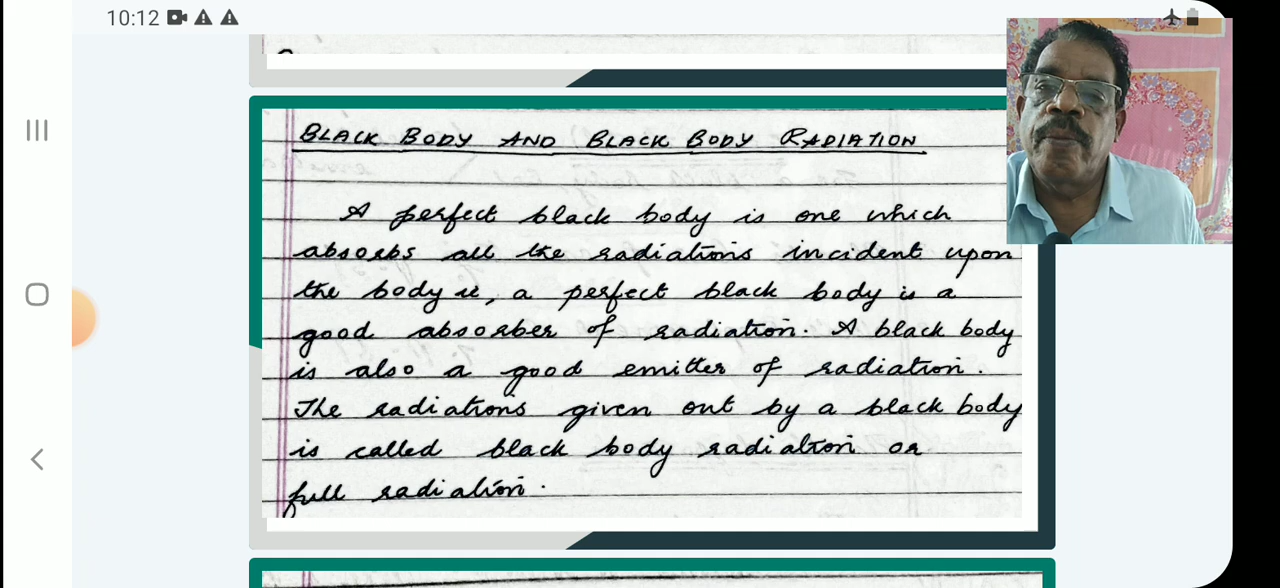 10:12
BLACK BODY AND BLACK BODY RADIATION
A perfect black body is one which
absorbs all the radiations incident upon
the body ie, a perfect black body is a
good absorber of radiation. A black body
is also a good emitter of radiation.
The radiations given out by a black body
is called black body radiation or
full radiation.